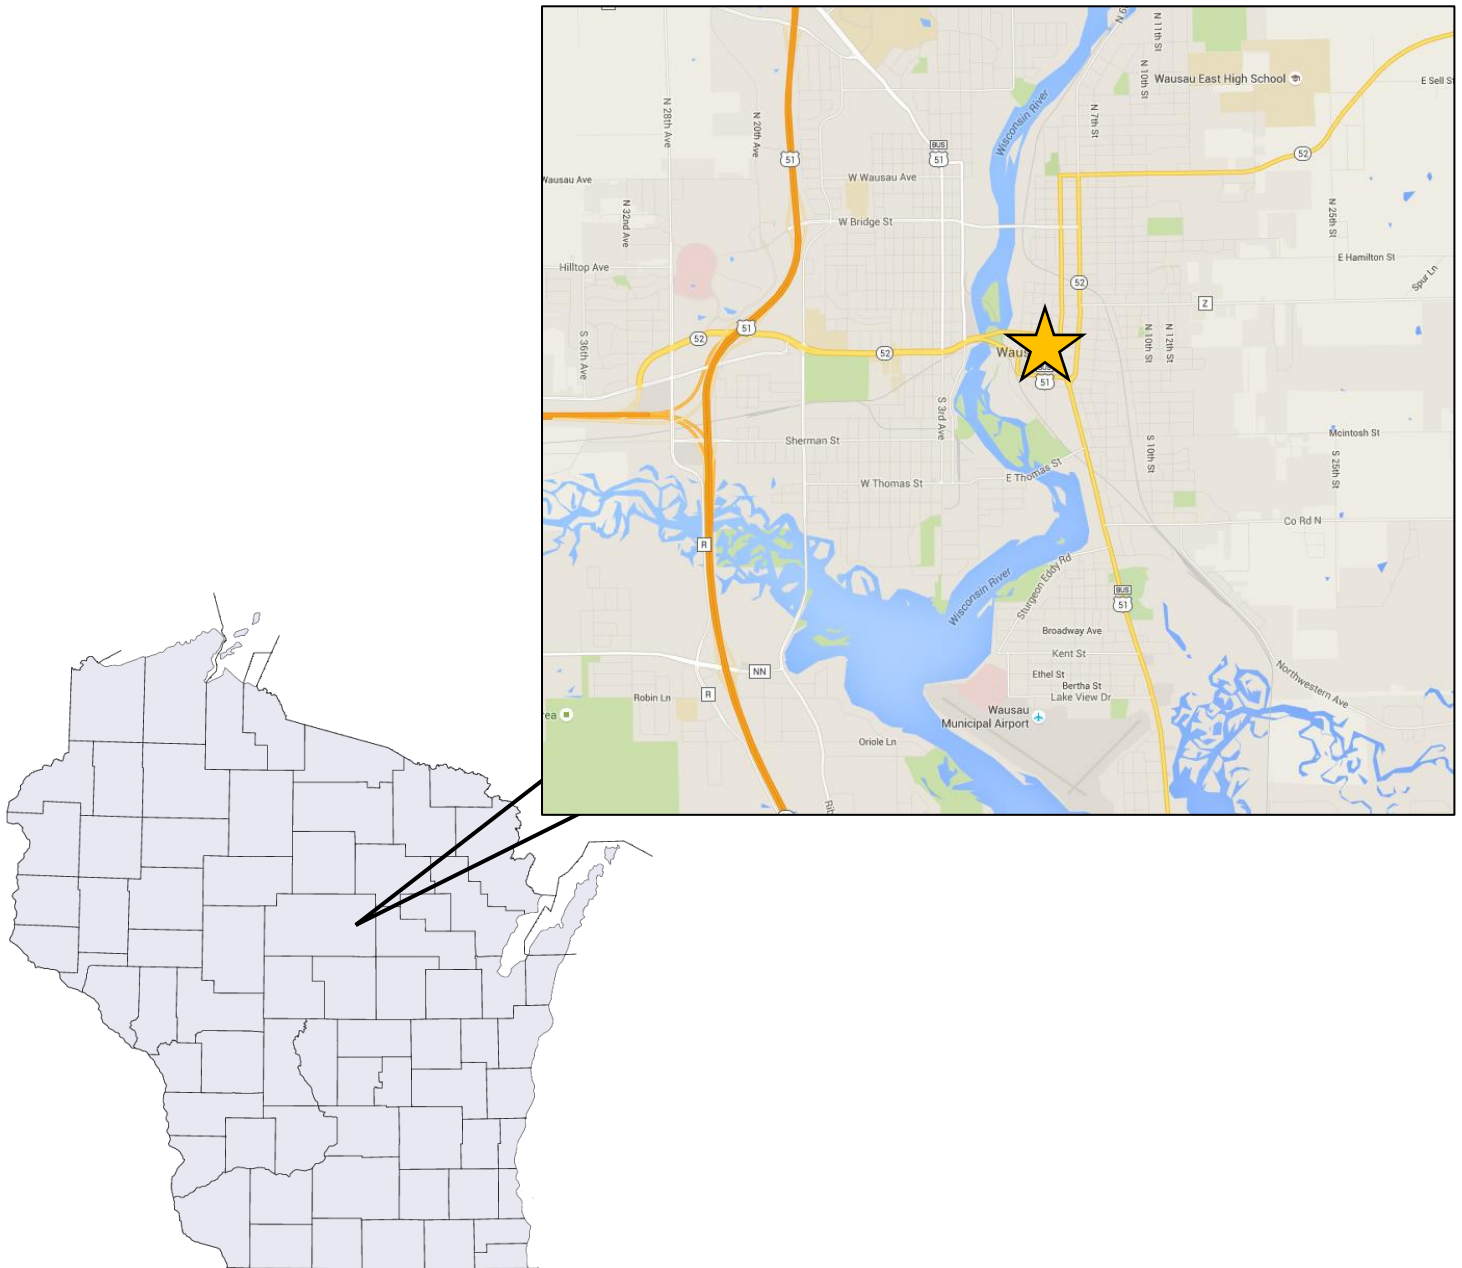 N 11th St
N 10th St
Wausau East High School
E Sell S
N 28th Ave
N 20th Ave
Wisconsin River
N 7th St
51
BUS
51
52
Wausau Ave
W Wausau Ave
N 32nd Ave
W Bridge St
N 25th St
Hilltop Ave
E Hamilton St
Spur Ln
52
Z
S 36th Ave
52
51
52
Waus
N 10th St
N 12th St
51
S 3rd Ave
Sherman St
Mcintosh St
S 10th St
S 25th St
W Thomas St
E Thomas St
Co Rd N
R
Wisconsin River
Sturgeon Eddy Rd
BUS
51
Broadway Ave
Kent St
NN
Ethel St
Bertha St
Lake View Dr
Northwestern Ave
R
Robin Ln
rea
Wausau
Municipal Airport
Oriole Ln
Rib